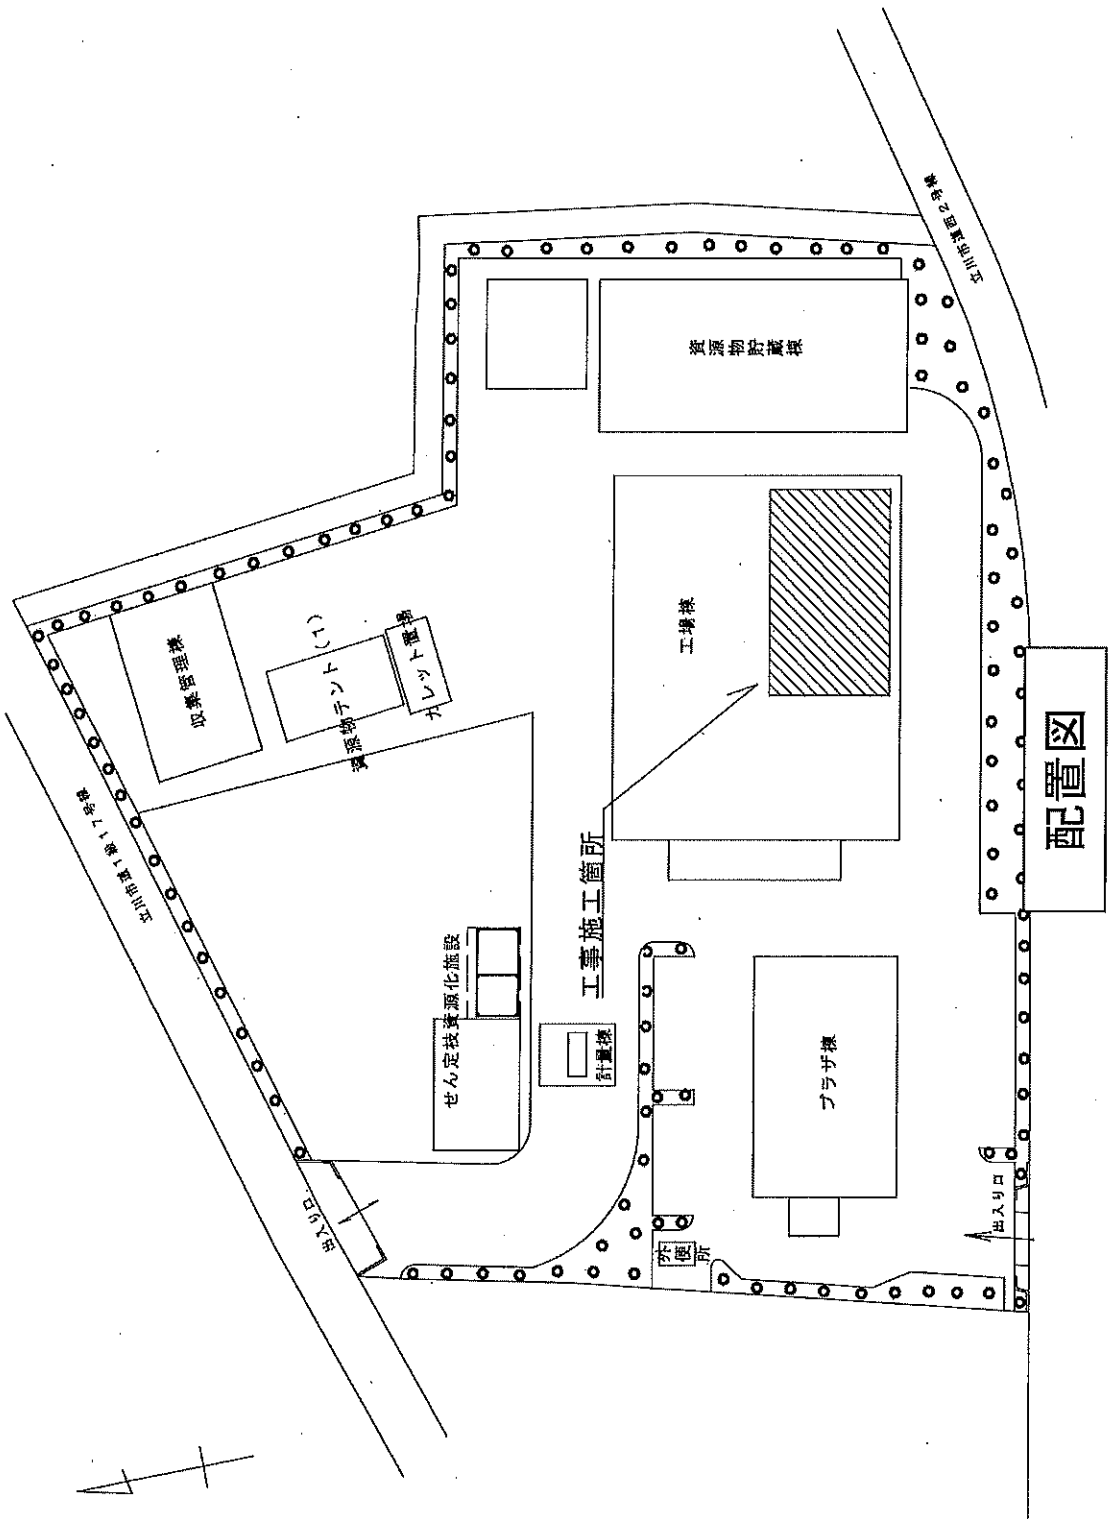 立川市道西2号線
資源物貯蔵棟
工場棟
収集管理棟
資源物テント(1)
カレット置場
立川市道1級17号線
工事施工箇所
せん定枝資源化施設
計量棟
プラザ棟
外便所
出入り口
出入り口
配置図